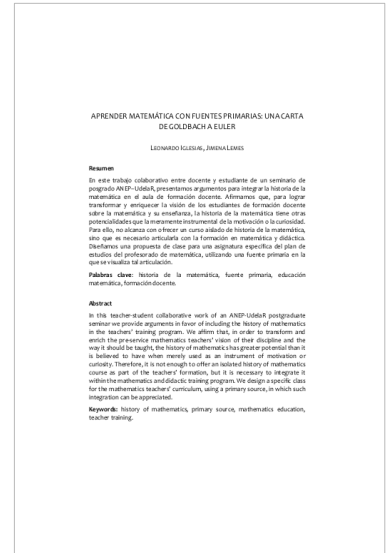 APRENDER MATEMÁTICA CON FUENTES PRIMARIAS: UNA CARTA
DE GOLDBACH A EULER
LEONARDO IGLESIAS, JIMENA LEMES
Resumen
En este trabajo colaborativo entre docente y estudiante de un seminario de
posgrado ANEP-UdelaR, presentamos argumentos para integrar la historia de la
matemática en el aula de formación docente. Afirmamos que, para lograr
transformar y enriquecer la visión de los estudiantes de formación docente
sobre la matemática y su enseñanza, la historia de la matemática tiene otras
potencialidades que la meramente instrumental de la motivación o la curiosidad.
Para ello, no alcanza con ofrecer un curso aislado de historia de la matemática,
sino que es necesario articularla con la formación en matemática y didáctica.
Diseñamos una propuesta de clase para una asignatura específica del plan de
estudios del profesorado de matemática, utilizando una fuente primaria en la
que se visualiza tal articulación.
Palabras clave: historia de la matemática, fuente primaria, educación
matemática, formación docente.
Abstract
In this teacher-student collaborative work of an ANEP-UdelaR postgraduate
seminar we provide arguments in favor of including the history of mathematics
in the teachers' training program. We affirm that, in order to transform and
enrich the pre-service mathematics teachers' vision of their discipline and the
way it should be taught, the history of mathematics has greater potential than it
is believed to have when merely used as an instrument of motivation or
curiosity. Therefore, it is not enough to offer an isolated history of mathematics
course as part of the teachers' formation, but it is necessary to integrate it
within the mathematics and didactic training program. We design a specific class
for the mathematics teachers' curriculum, using a primary source, in which such
integration can be appreciated.
Keywords: history of mathematics, primary source, mathematics education,
teacher training.